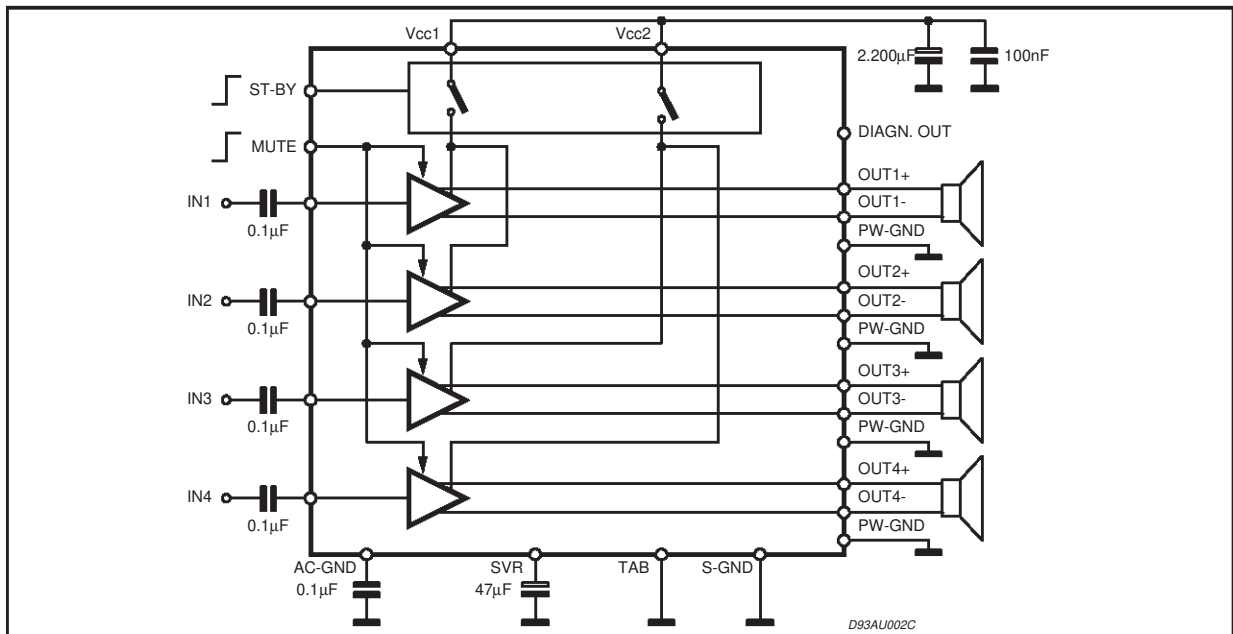 Vcc1
Vcc2
2.200µF
100nF
ST-BY
MUTE
DIAGN. OUT
IN1
0.1µF
OUT1+
OUT1-
PW-GND
IN2
0.1µF
OUT2+
OUT2-
PW-GND
IN3
0.1µF
OUT3+
OUT3-
PW-GND
IN4
0.1µF
OUT4+
OUT4-
PW-GND
AC-GND
0.1µF
SVR
47µF
TAB
S-GND
D93AU002C